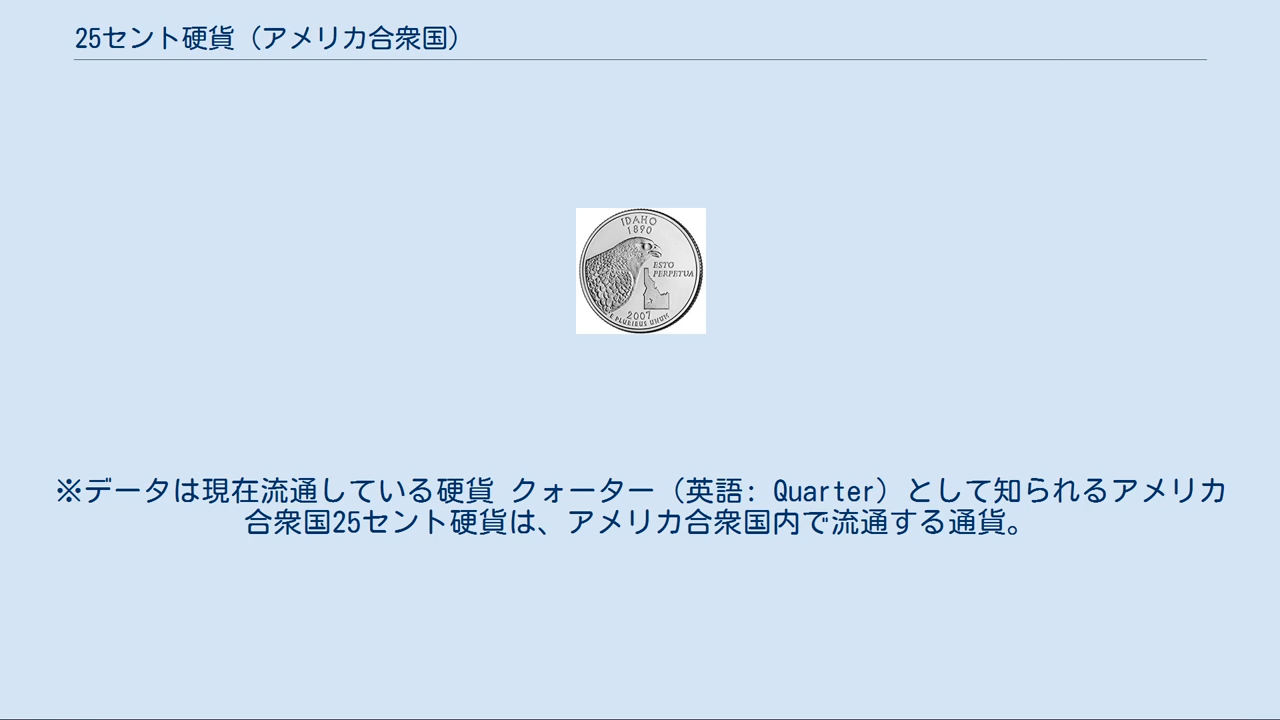 25セント硬貨（アメリカ合衆国）
IDAHO
1890
ESTO
PERPETUA
2007
E PLURIBUS UNUM
※データは現在流通している硬貨 クォーター（英語: Quarter）として知られるアメリカ
合衆国25セント硬貨は、アメリカ合衆国内で流通する通貨。